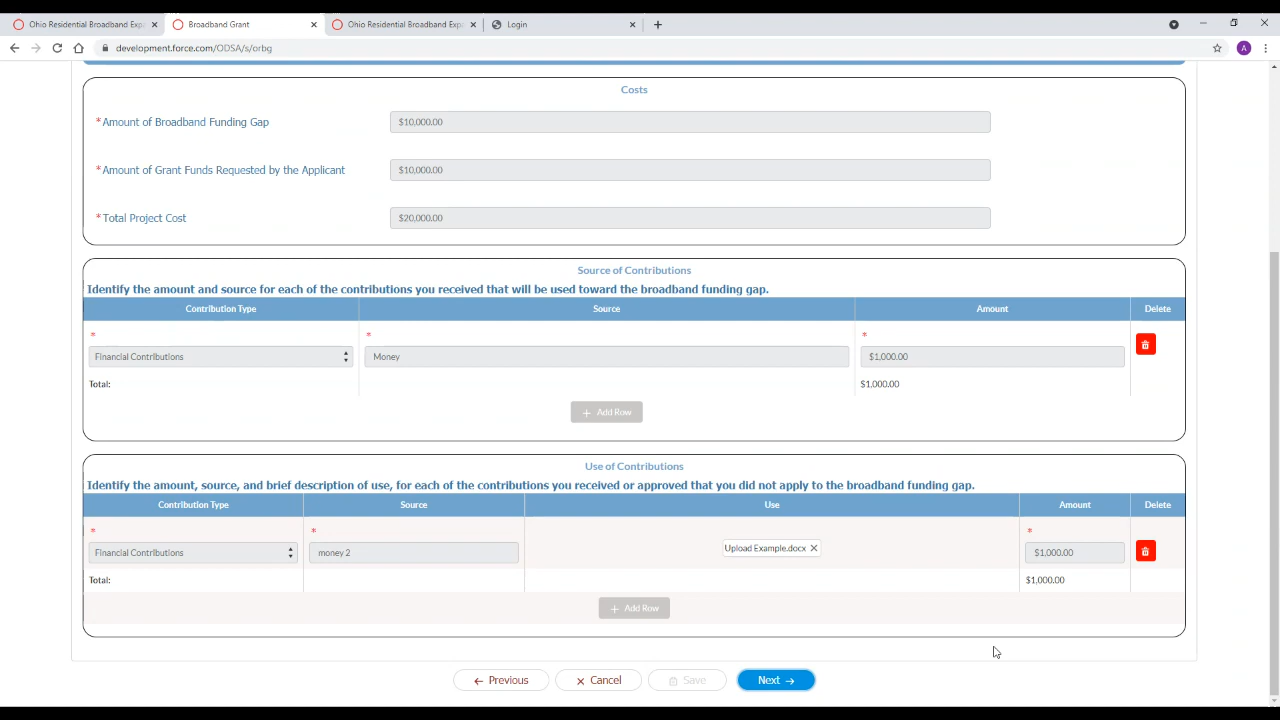 Ohio Residential Broadband Expa
Broadband Grant
Ohio Residential Broadband Exp
Login
development.force.com/ODSA/s/orbg
A
Costs
*Amount of Broadband Funding Gap
$10,000.00
*Amount of Grant Funds Requested by the Applicant
$10,000.00
*Total Project Cost
$20,000.00
Source of Contributions
Identify the amount and source for each of the contributions you received that will be used toward the broadband funding gap.
Contribution Type Source Amount Delete
* * *
Financial Contributions Money $1,000.00
Total: $1,000.00
+ Add Row
Use of Contributions
Identify the amount, source, and brief description of use, for each of the contributions you received or approved that you did not apply to the broadband funding gap.
Contribution Type Source Use Amount Delete
* * *
Financial Contributions money 2 Upload Example.docx $1,000.00
Total: $1,000.00
+ Add Row
Previous Cancel Save Next